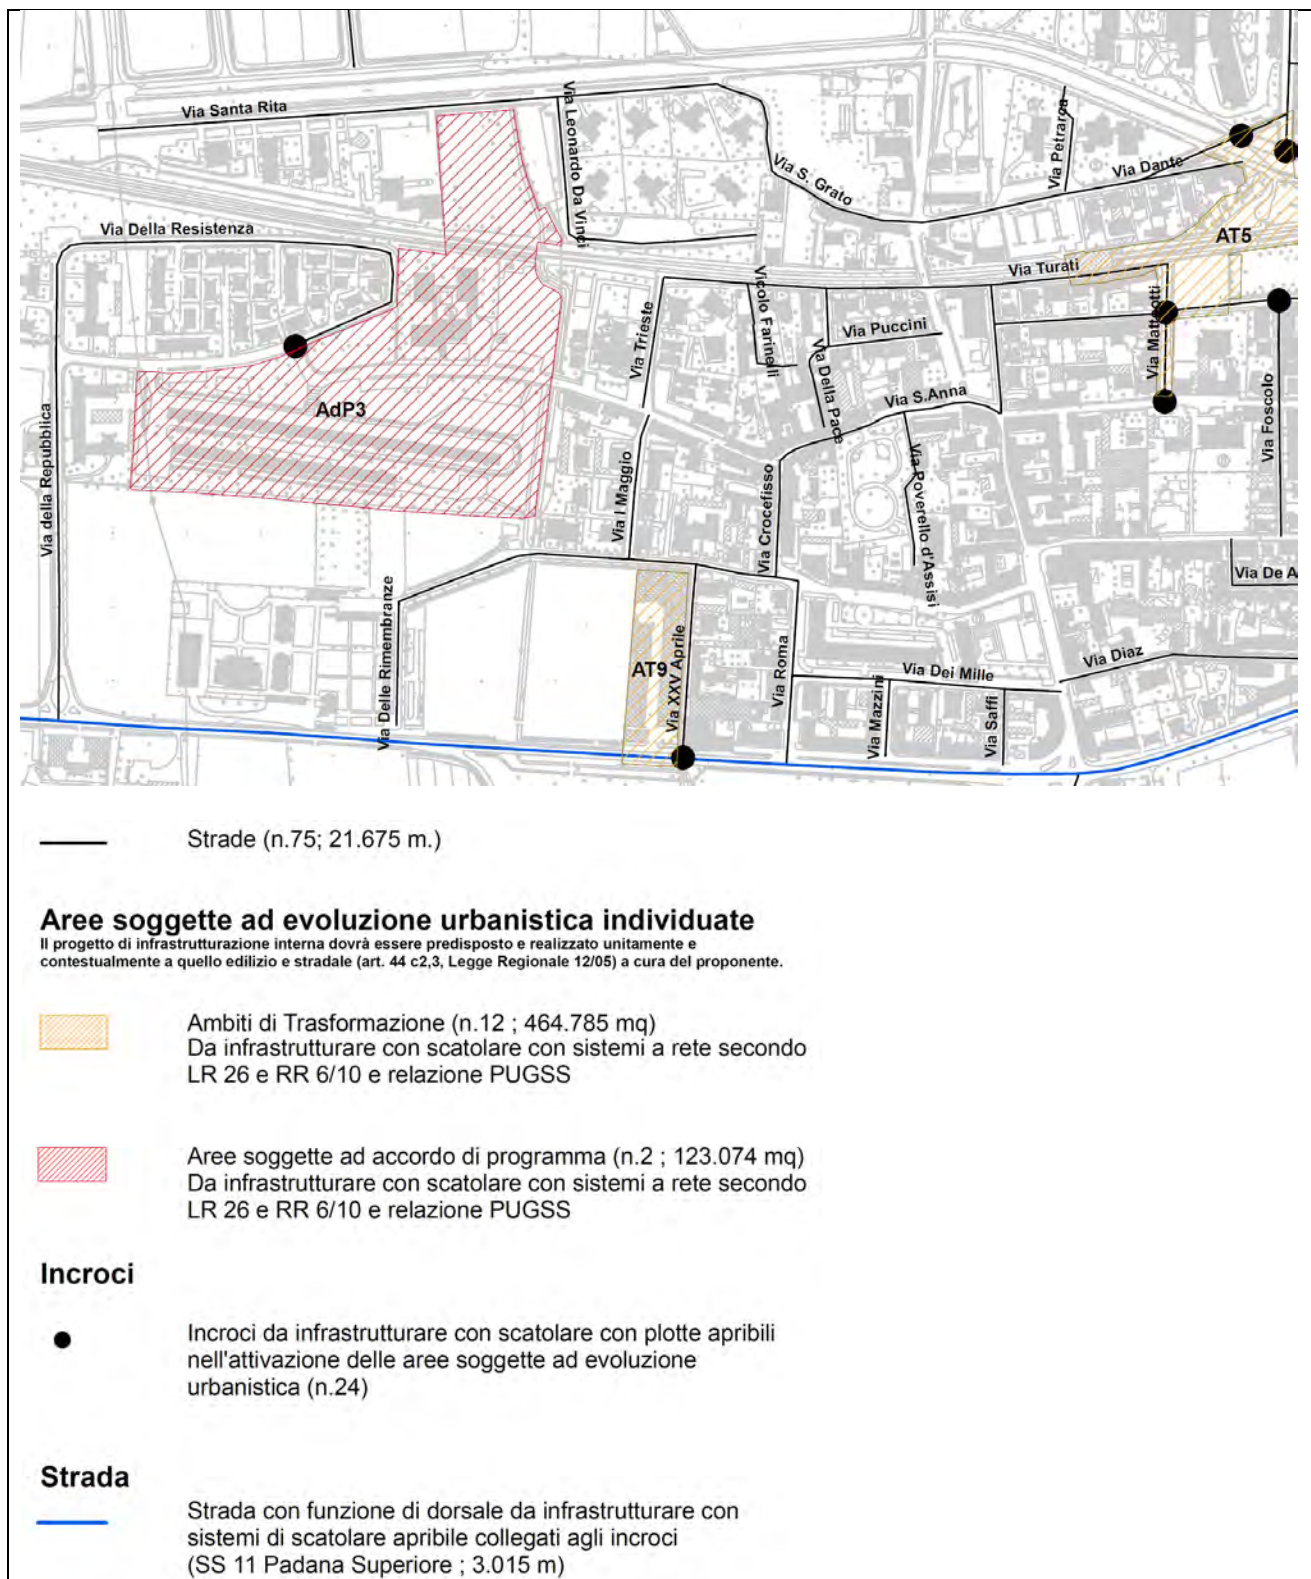 Via Santa Rita
Via Leonardo Da Vinci
Via S. Grato
Via Petrarca
Via Dante
Via Della Resistenza
AT5
Via Turati
Via Matteotti
Via Trieste
Vicolo Farinelli
Via Puccini
Via Della Pace
Via S.Anna
AdP3
Via Foscolo
Via della Repubblica
Via I Maggio
Via Crocefisso
Via Poverello d'Assisi
Via De A
Via Delle Rimembranze
AT9
Via XXV Aprile
Via Roma
Via Dei Mille
Via Diaz
Via Mazzini
Via Saffi
Strade (n.75; 21.675 m.)
Aree soggette ad evoluzione urbanistica individuate
Il progetto di infrastrutturazione interna dovrà essere predisposto e realizzato unitamente e
contestualmente a quello edilizio e stradale (art. 44 c2,3, Legge Regionale 12/05) a cura del proponente.
Ambiti di Trasformazione (n.12 ; 464.785 mq)
Da infrastrutturare con scatolare con sistemi a rete secondo
LR 26 e RR 6/10 e relazione PUGSS
Aree soggette ad accordo di programma (n.2 ; 123.074 mq)
Da infrastrutturare con scatolare con sistemi a rete secondo
LR 26 e RR 6/10 e relazione PUGSS
Incroci
Incroci da infrastrutturare con scatolare con plotte apribili
nell'attivazione delle aree soggette ad evoluzione
urbanistica (n.24)
Strada
Strada con funzione di dorsale da infrastrutturare con
sistemi di scatolare apribile collegati agli incroci
(SS 11 Padana Superiore ; 3.015 m)